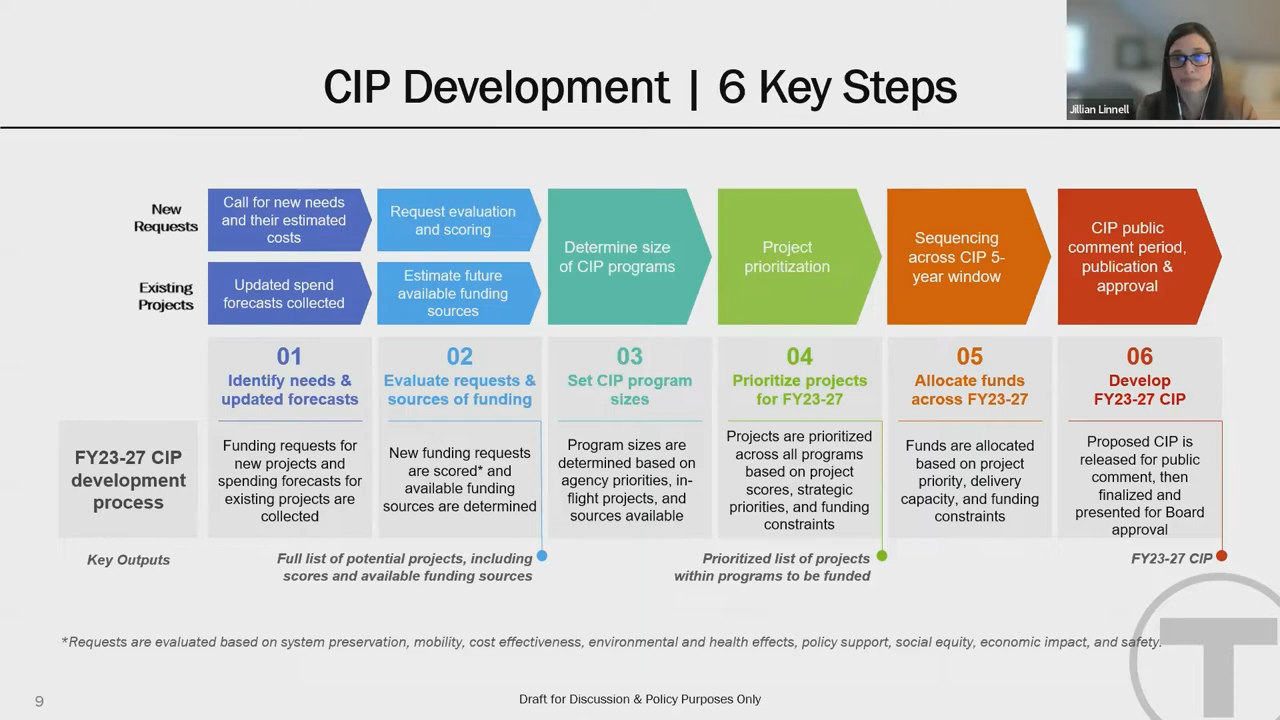 CIP Development | 6 Key Steps
Jillian Linnell
New
Requests
Call for new needs
and their estimated
costs
Request evaluation
and scoring
Existing
Projects
Updated spend
forecasts collected
Estimate future
available funding
sources
Determine size
of CIP programs
Project
prioritization
Sequencing
across CIP 5-
year window
CIP public
comment period,
publication &
approval
01
Identify needs &
updated forecasts
02
Evaluate requests &
sources of funding
03
Set CIP program
sizes
04
Prioritize projects
for FY23-27
05
Allocate funds
across FY23-27
06
Develop
FY23-27 CIP
FY23-27 CIP
development
process
Funding requests for
new projects and
spending forecasts for
existing projects are
collected
New funding requests
are scored* and
available funding
sources are determined
Program sizes are
determined based on
agency priorities, in-
flight projects, and
sources available
Projects are prioritized
across all programs
based on project
scores, strategic
priorities, and funding
constraints
Funds are allocated
based on project
priority, delivery
capacity, and funding
constraints
Proposed CIP is
released for public
comment, then
finalized and
presented for Board
approval
Key Outputs
Full list of potential projects, including
scores and available funding sources
Prioritized list of projects
within programs to be funded
FY23-27 CIP
*Requests are evaluated based on system preservation, mobility, cost effectiveness, environmental and health effects, policy support, social equity, economic impact, and safety.
T
9
Draft for Discussion & Policy Purposes Only